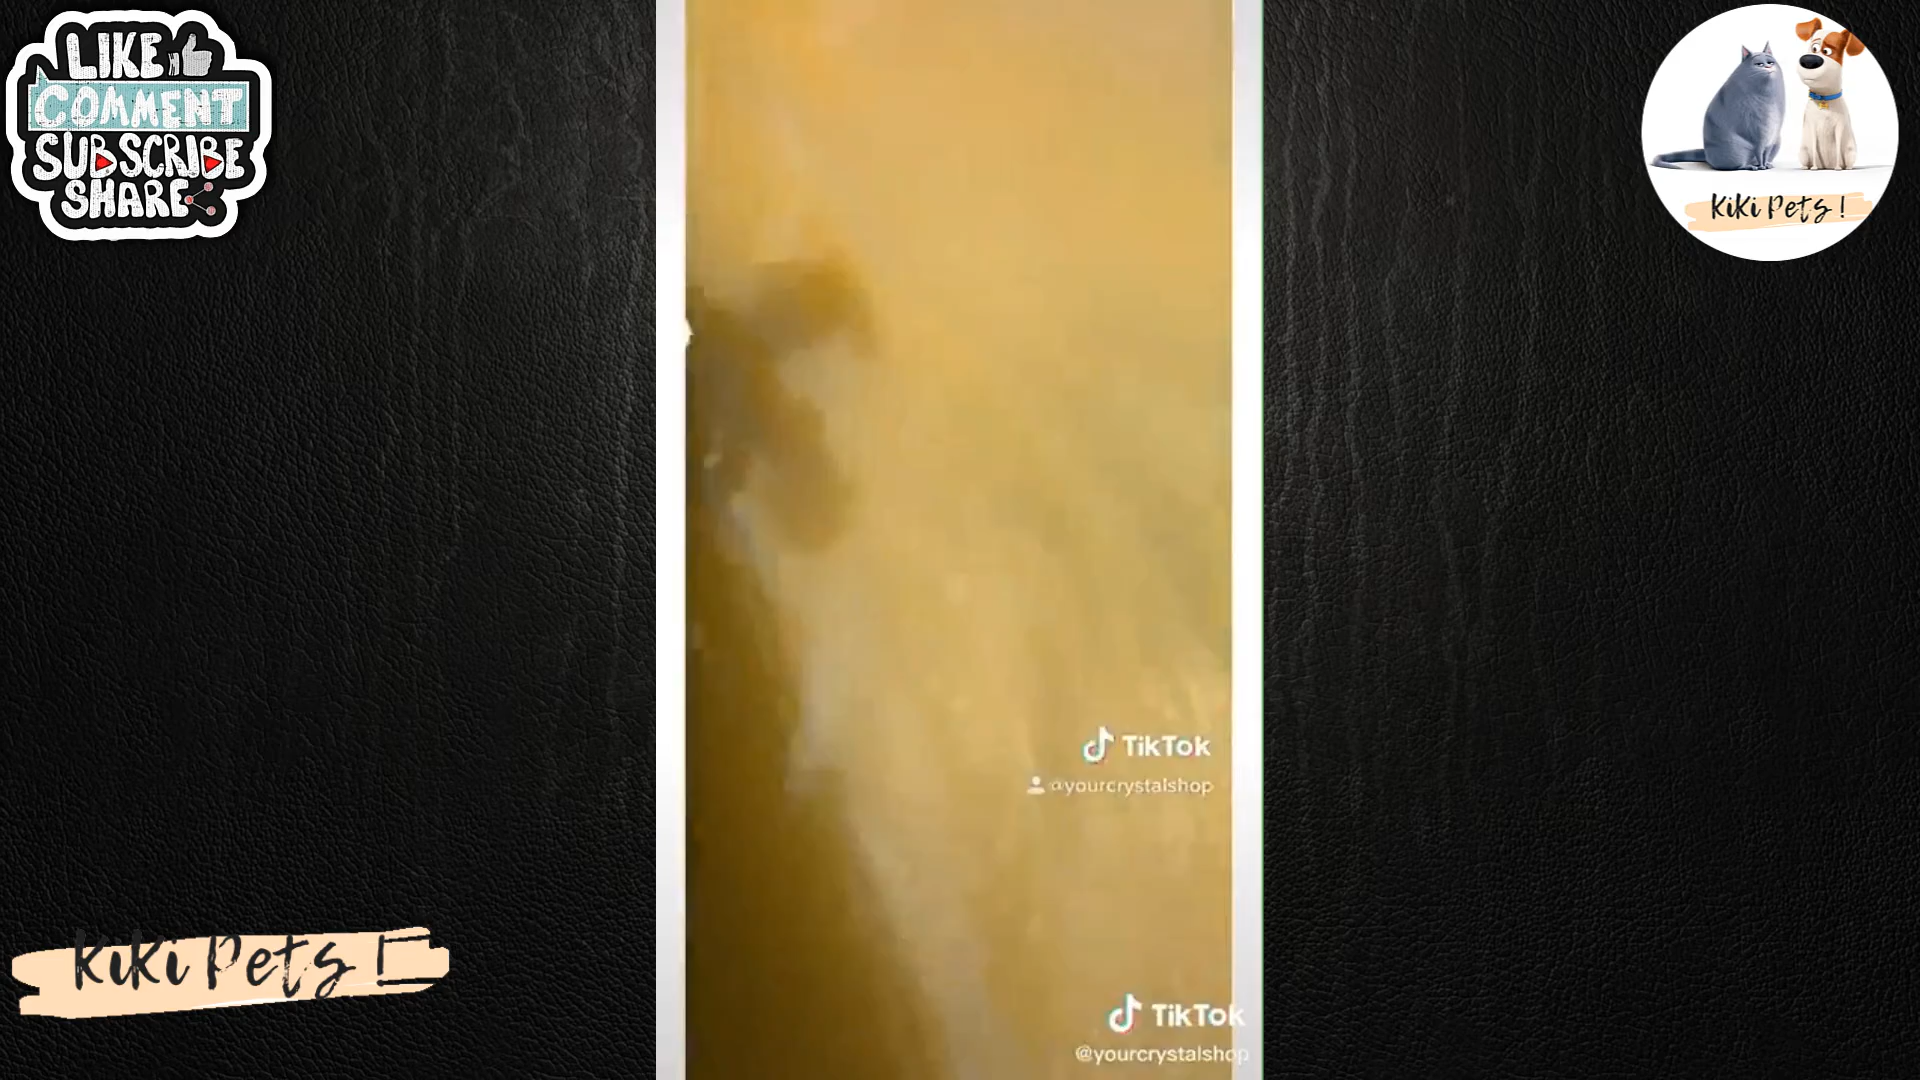 LIKE
COMMENT
SUBSCRIBE
SHARE
KiKi Pets !
TikTok
@yourcrystalshop
KiKi Pets !
TikTok
@yourcrystalshop